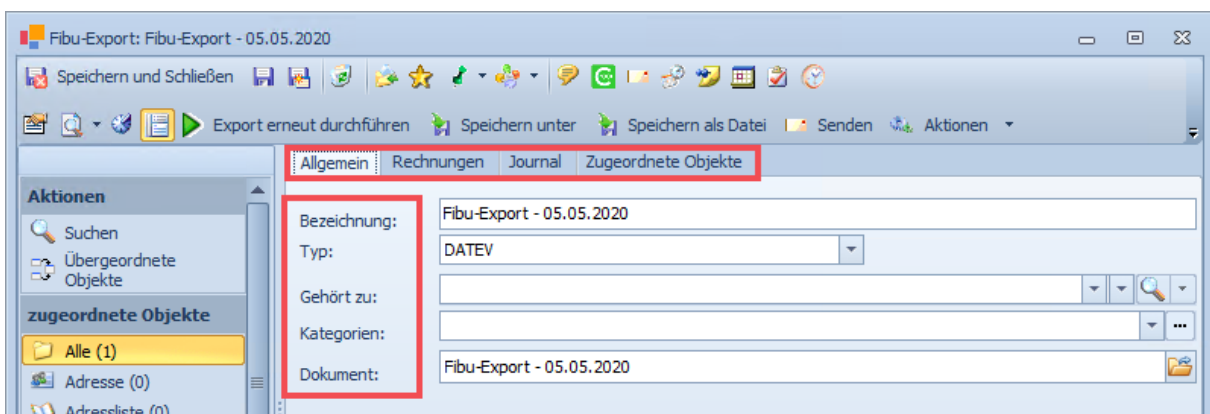 Fibu-Export: Fibu-Export - 05.05.2020
Speichern und Schließen
Export erneut durchführen Speichern unter Speichern als Datei Senden Aktionen
Allgemein Rechnungen Journal Zugeordnete Objekte
Aktionen
Suchen
Übergeordnete
Objekte
zugeordnete Objekte
Alle (1)
Adresse (0)
Adressliste (0)
Bezeichnung: Fibu-Export - 05.05.2020
Typ: DATEV
Gehört zu:
Kategorien:
Dokument: Fibu-Export - 05.05.2020